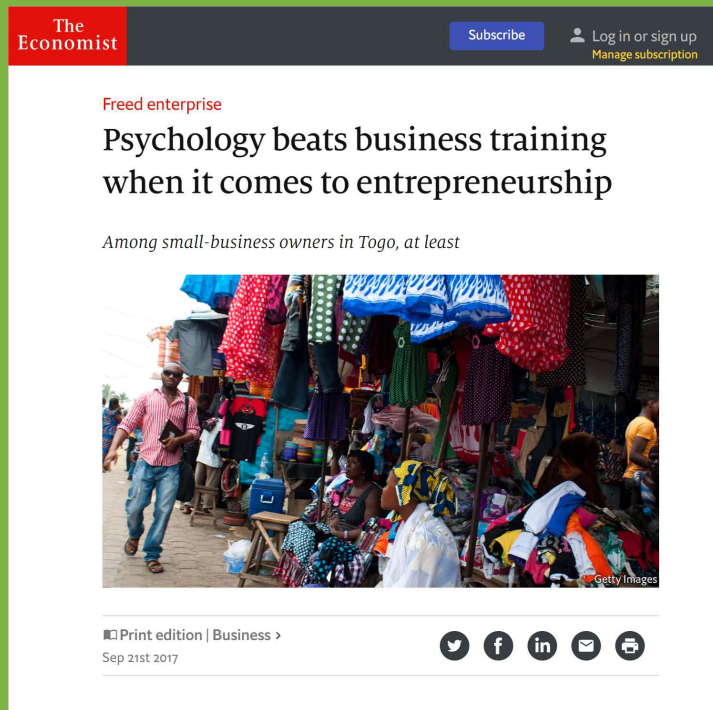 The
Economist
Subscribe
Log in or sign up
Manage subscription
Freed enterprise
Psychology beats business training
when it comes to entrepreneurship
Among small-business owners in Togo, at least
Getty Images
Print edition | Business >
Sep 21st 2017